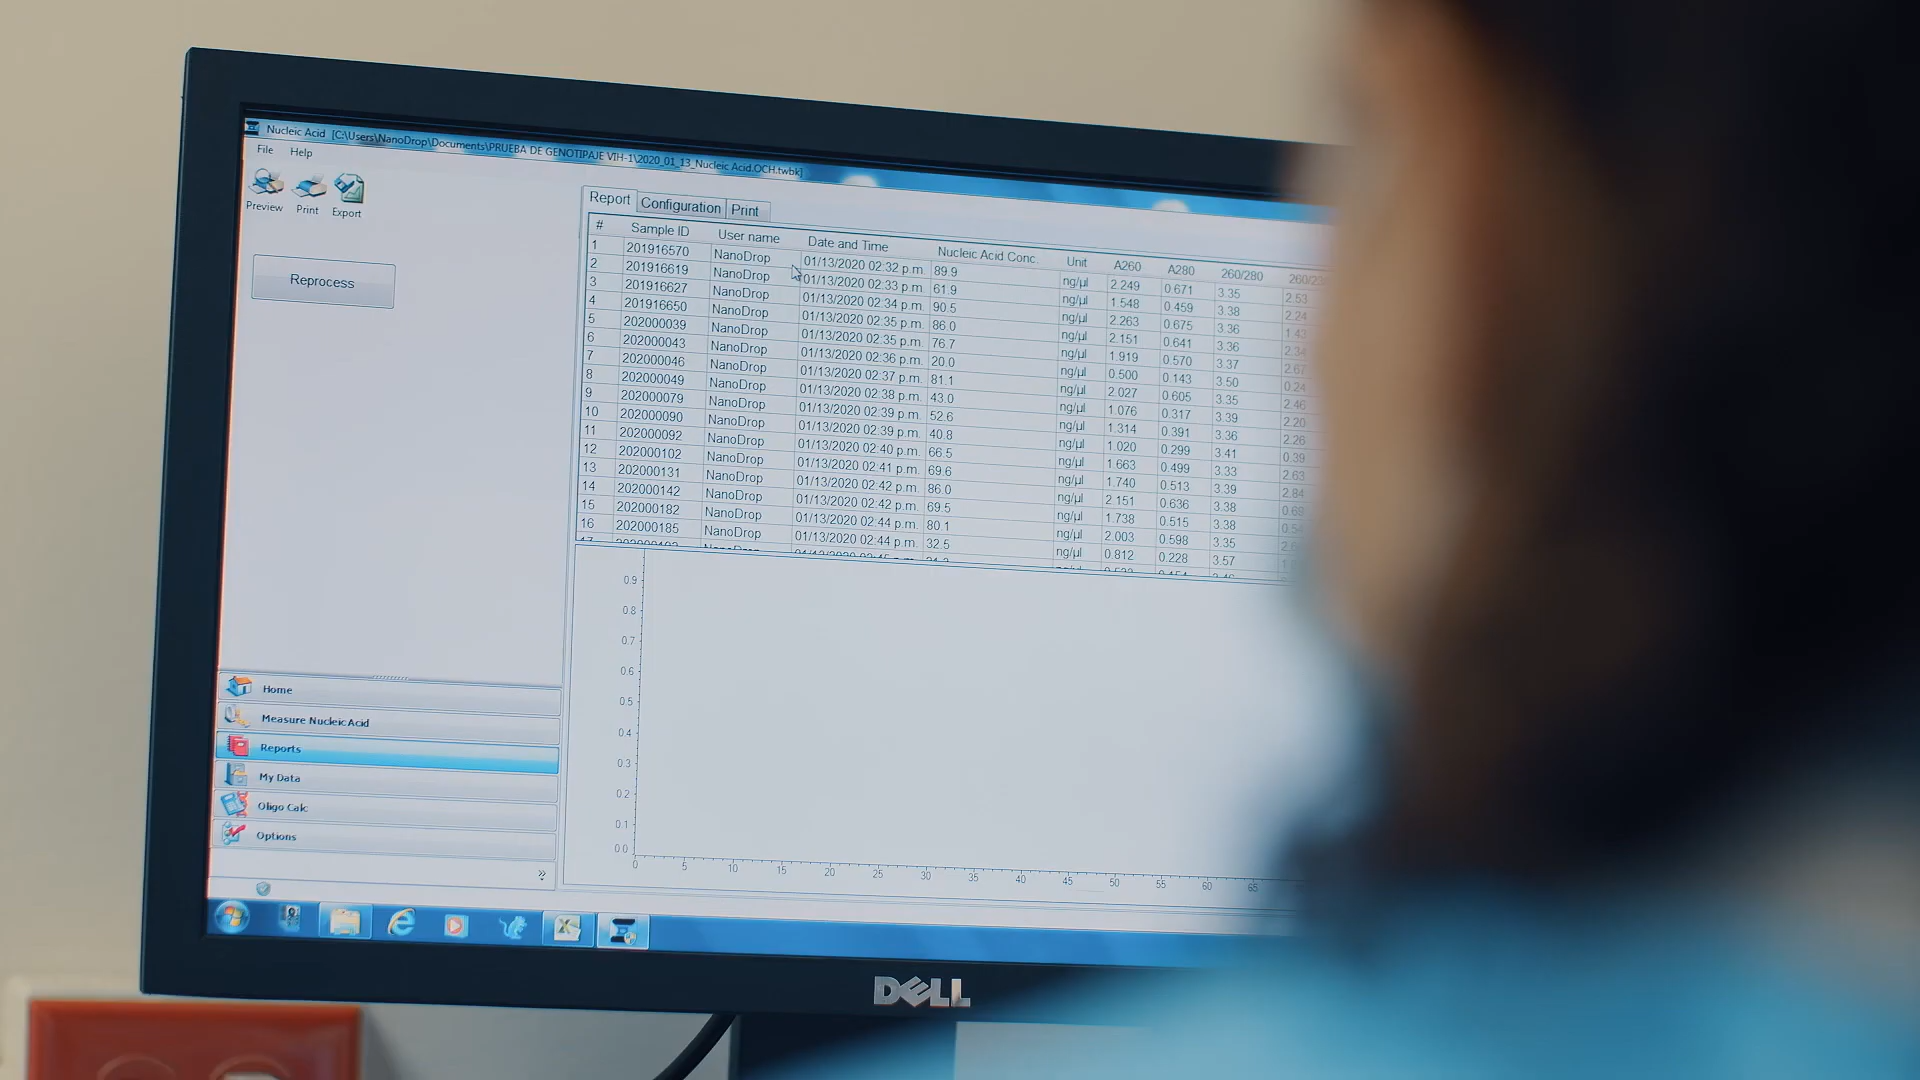 Nucleic Acid [C:\Users\NanoDrop\Documents\PRUEBA DE GENOTIPAJE VIH-1\2020_01_13_Nucleic Acid.OCH.twbk]
File Help
Preview Print Export
Reprocess
Report Configuration Print
# Sample ID User name Date and Time Nucleic Acid Conc. Unit A260 A280 260/280
1 201916570 NanoDrop 01/13/2020 02:32 p.m. 89.9 ng/µl 2.249 0.671 3.35 2.53
2 201916619 NanoDrop 01/13/2020 02:33 p.m. 61.9 ng/µl 1.548 0.459 3.38 2.24
3 201916627 NanoDrop 01/13/2020 02:34 p.m. 90.5 ng/µl 2.263 0.675 3.36 1.43
4 201916650 NanoDrop 01/13/2020 02:35 p.m. 86.0 ng/µl 2.151 0.641 3.36 2.34
5 202000039 NanoDrop 01/13/2020 02:35 p.m. 76.7 ng/µl 1.919 0.570 3.37 2.67
6 202000043 NanoDrop 01/13/2020 02:36 p.m. 20.0 ng/µl 0.500 0.143 3.50 0.24
7 202000046 NanoDrop 01/13/2020 02:37 p.m. 81.1 ng/µl 2.027 0.605 3.35 2.46
8 202000049 NanoDrop 01/13/2020 02:38 p.m. 43.0 ng/µl 1.076 0.317 3.39 2.20
9 202000079 NanoDrop 01/13/2020 02:39 p.m. 52.6 ng/µl 1.314 0.391 3.36 2.26
10 202000090 NanoDrop 01/13/2020 02:39 p.m. 40.8 ng/µl 1.020 0.299 3.41 0.39
11 202000092 NanoDrop 01/13/2020 02:40 p.m. 66.5 ng/µl 1.663 0.499 3.33 2.63
12 202000102 NanoDrop 01/13/2020 02:41 p.m. 69.6 ng/µl 1.740 0.513 3.39 2.84
13 202000131 NanoDrop 01/13/2020 02:42 p.m. 86.0 ng/µl 2.151 0.636 3.38
14 202000142 NanoDrop 01/13/2020 02:42 p.m. 69.5 ng/µl 1.738 0.515 3.38
15 202000182 NanoDrop 01/13/2020 02:44 p.m. 80.1 ng/µl 2.003 0.598 3.35
16 202000185 NanoDrop 01/13/2020 02:44 p.m. 32.5 ng/µl 0.812 0.228 3.57
0.9
0.8
0.7
0.6
0.5
0.4
0.3
0.2
0.1
0.0
0 5 10 15 20 25 30 35 40 45 50 55 60 65
Home
Measure Nucleic Acid
Reports
My Data
Oligo Calc
Options
DELL